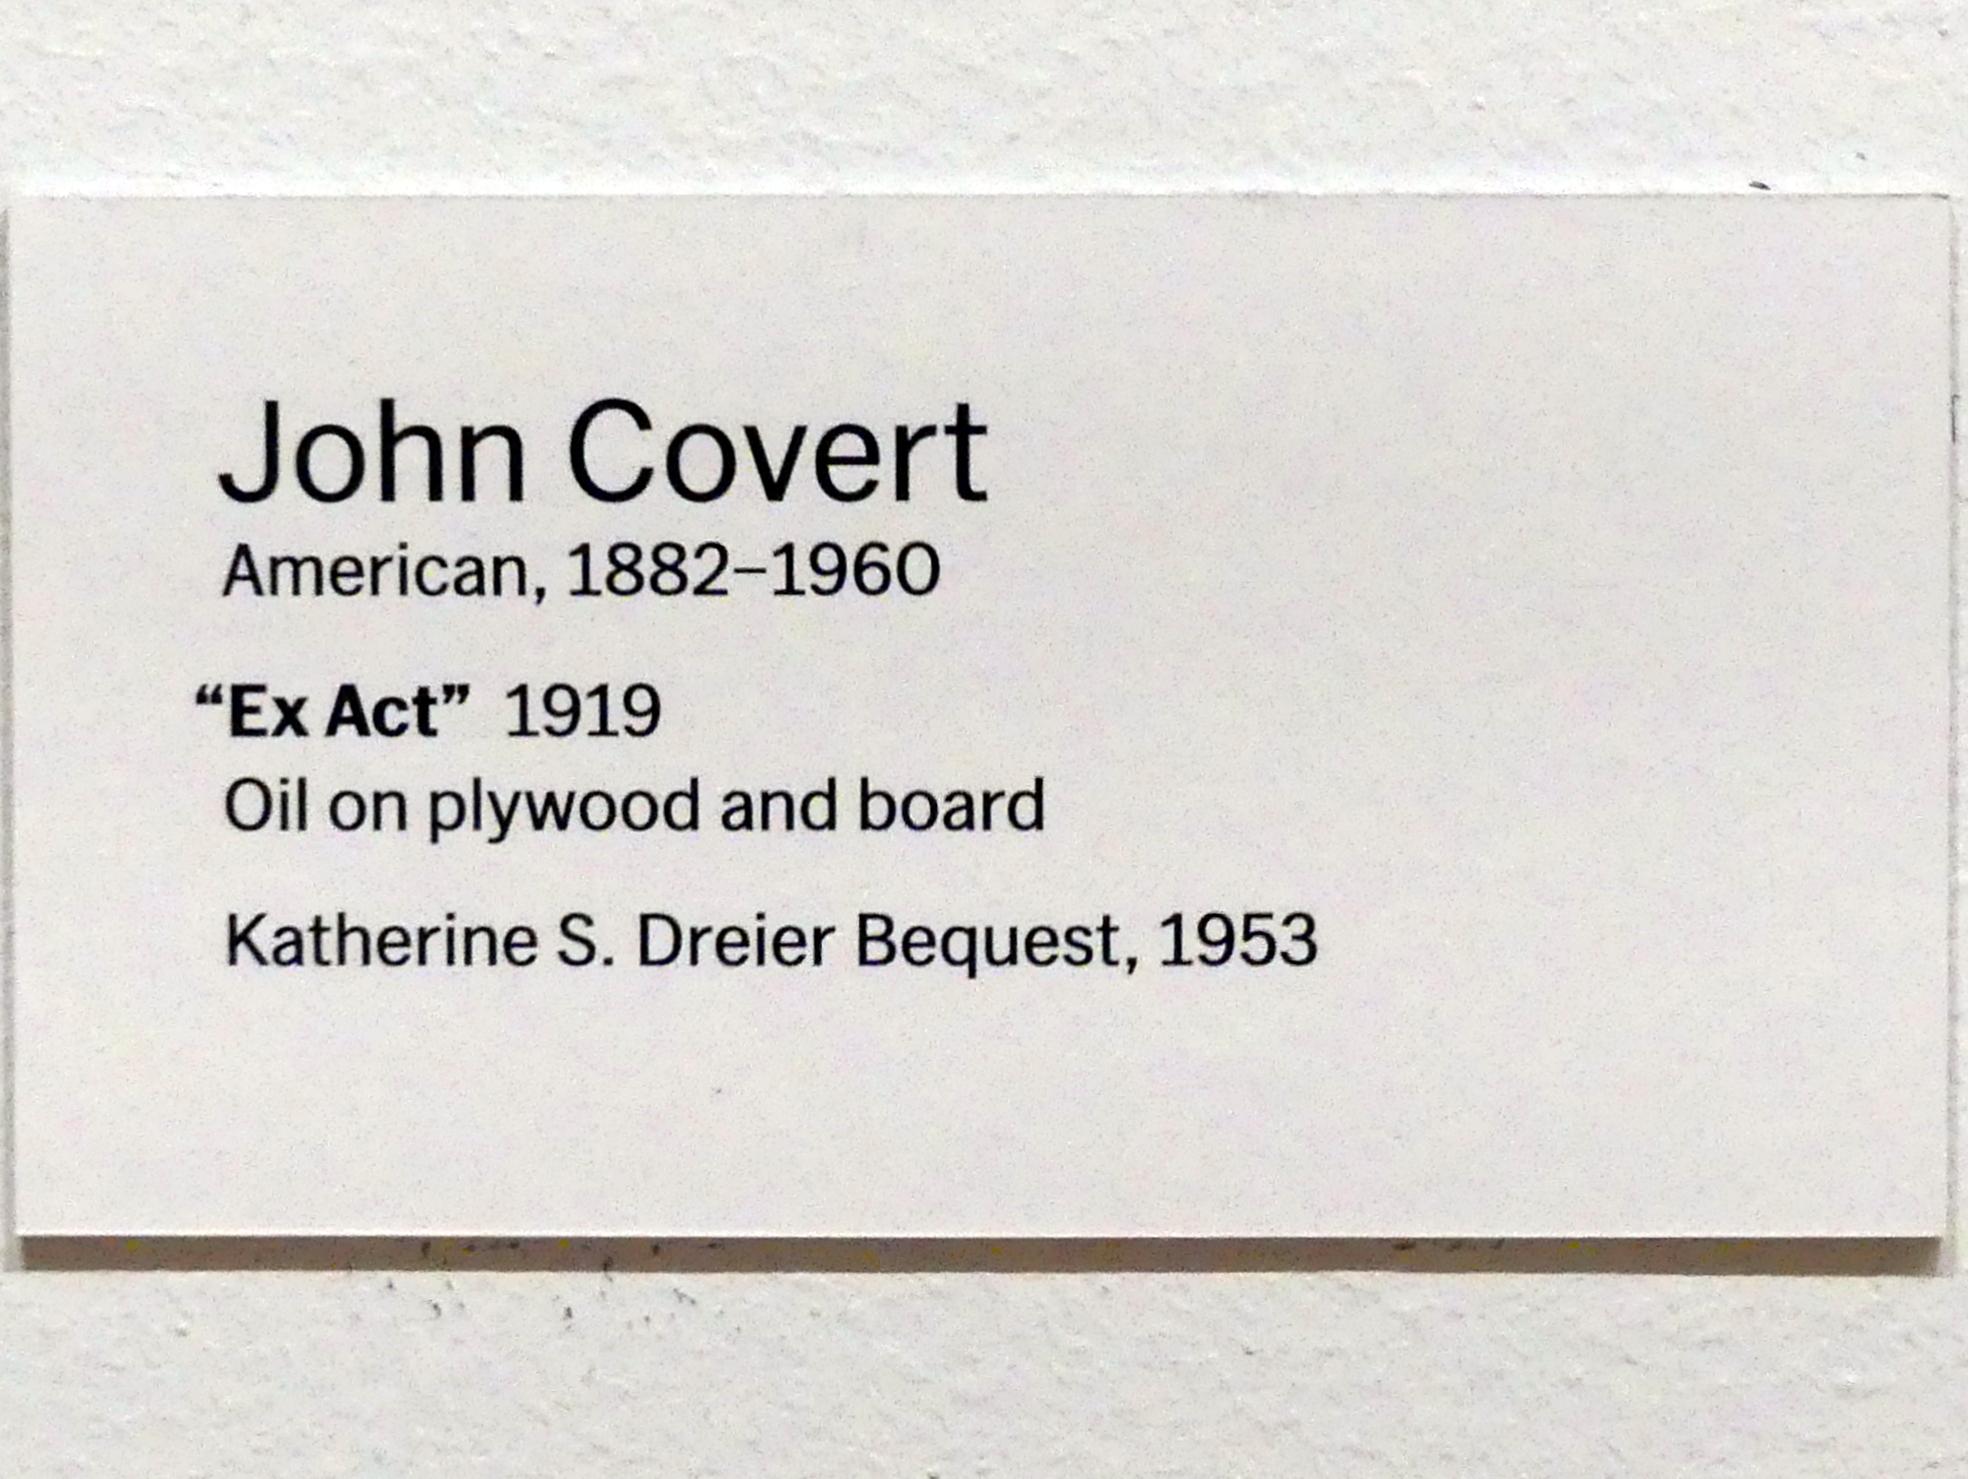 John Covert
American, 1882–1960
“Ex Act” 1919
Oil on plywood and board
Katherine S. Dreier Bequest, 1953